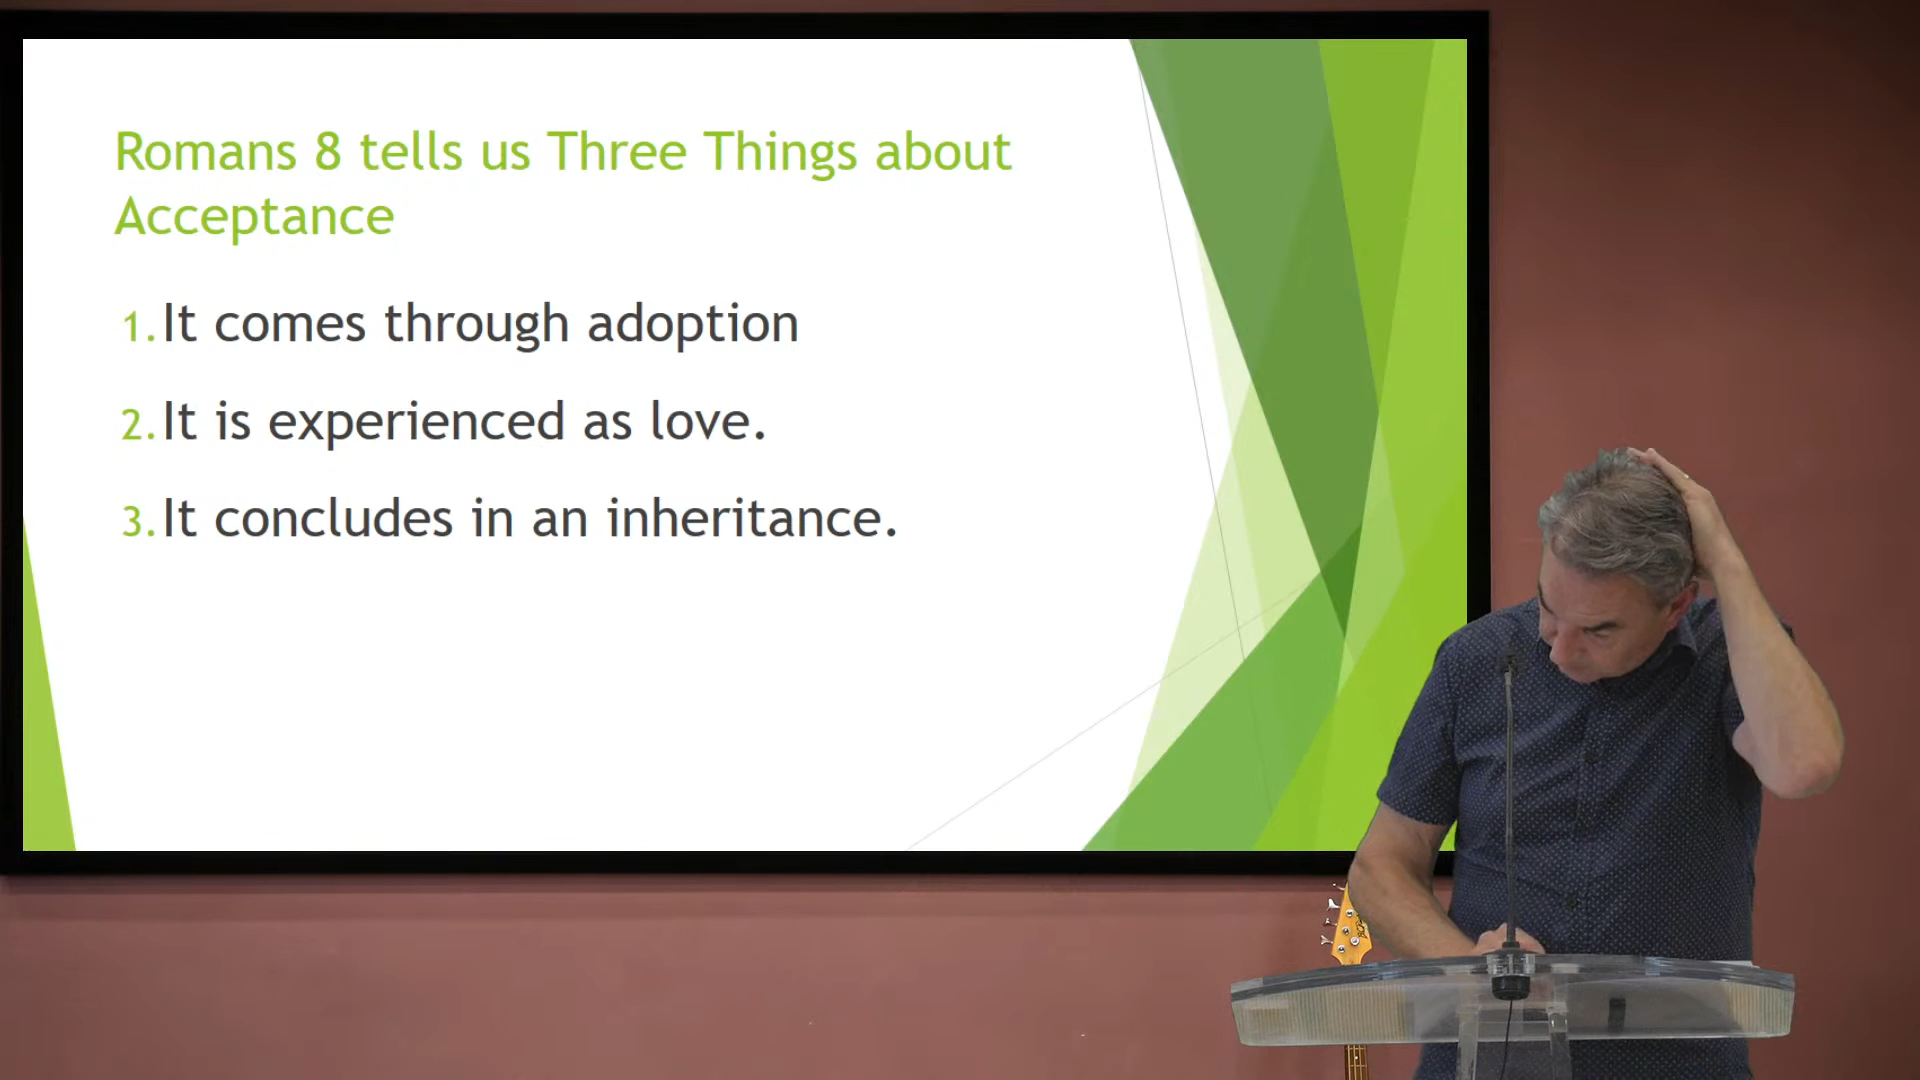 Romans 8 tells us Three Things about
Acceptance
1. It comes through adoption
2. It is experienced as love.
3. It concludes in an inheritance.